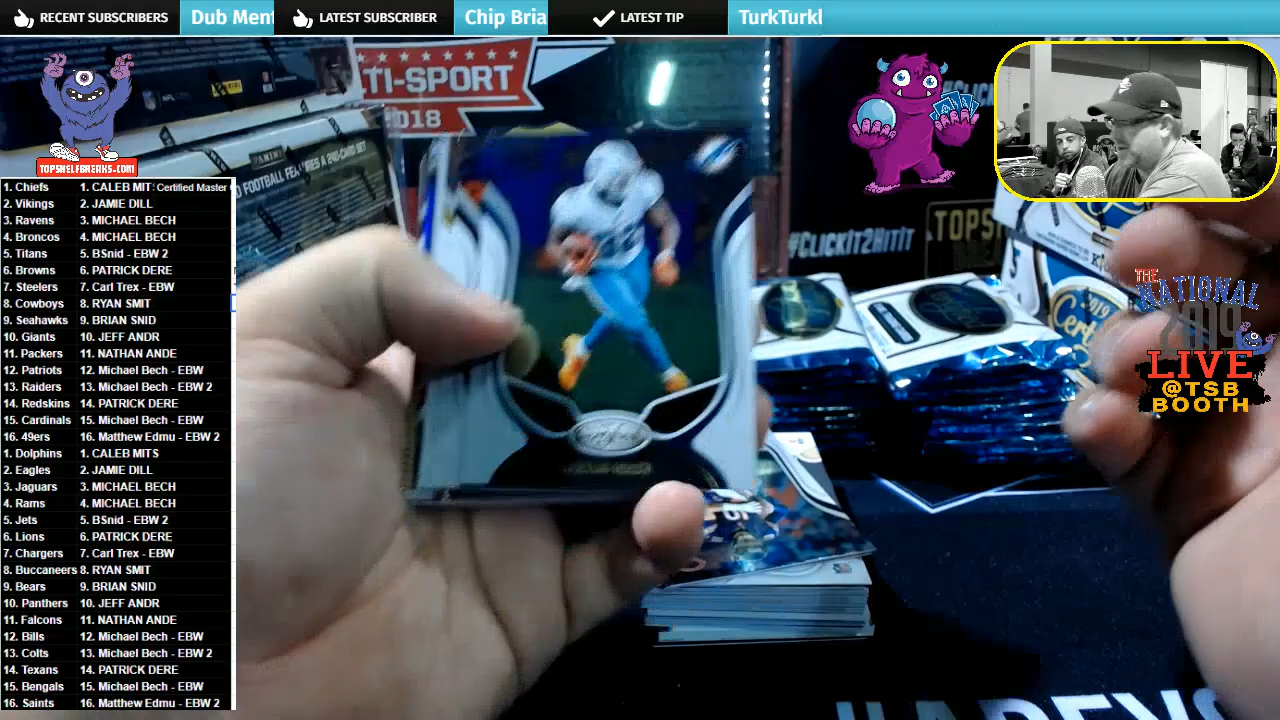 RECENT SUBSCRIBERS
Dub Ment
LATEST SUBSCRIBER
Chip Bria
LATEST TIP
TurkTurkl
TI-SPORT
2018
TOPSHELFBREAKS.COM
PANINI
#CLICKIT2HITIT
TOPS
THE
NATIONAL
2019
LIVE
@TSB
BOOTH
2019
1. Chiefs 1. CALEB MIT: Certified Master
2. Vikings 2. JAMIE DILL
3. Ravens 3. MICHAEL BECH
4. Broncos 4. MICHAEL BECH
5. Titans 5. BSnid - EBW 2
6. Browns 6. PATRICK DERE
7. Steelers 7. Carl Trex - EBW
8. Cowboys 8. RYAN SMIT
9. Seahawks 9. BRIAN SNID
10. Giants 10. JEFF ANDR
11. Packers 11. NATHAN ANDE
12. Patriots 12. Michael Bech - EBW
13. Raiders 13. Michael Bech - EBW 2
14. Redskins 14. PATRICK DERE
15. Cardinals 15. Michael Bech - EBW
16. 49ers 16. Matthew Edmu - EBW 2
1. Dolphins 1. CALEB MITS
2. Eagles 2. JAMIE DILL
3. Jaguars 3. MICHAEL BECH
4. Rams 4. MICHAEL BECH
5. Jets 5. BSnid - EBW 2
6. Lions 6. PATRICK DERE
7. Chargers 7. Carl Trex - EBW
8. Buccaneers 8. RYAN SMIT
9. Bears 9. BRIAN SNID
10. Panthers 10. JEFF ANDR
11. Falcons 11. NATHAN ANDE
12. Bills 12. Michael Bech - EBW
13. Colts 13. Michael Bech - EBW 2
14. Texans 14. PATRICK DERE
15. Bengals 15. Michael Bech - EBW
16. Saints 16. Matthew Edmu - EBW 2